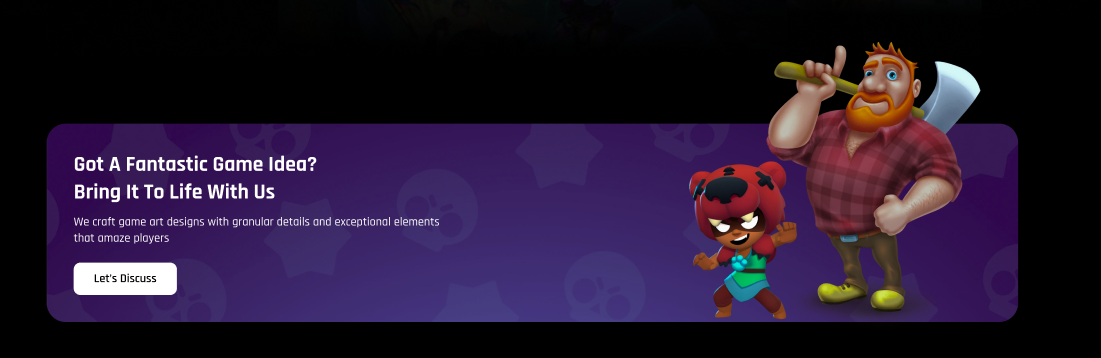 Got A Fantastic Game Idea?
Bring It To Life With Us
We craft game art designs with granular details and exceptional elements
that amaze players
Let's Discuss